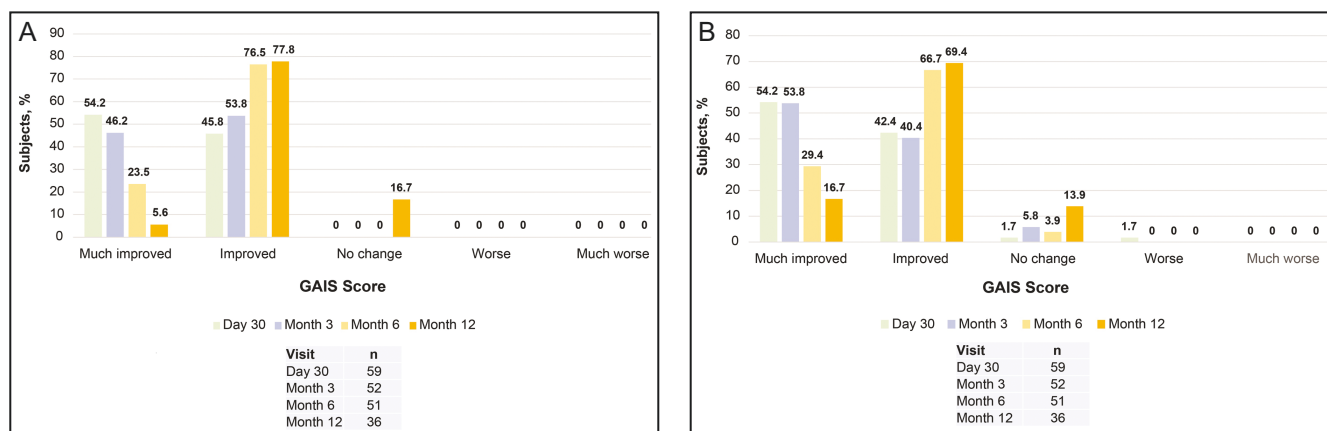 A
Subjects, %
90
80
70
60
50
40
30
20
10
0
54.2
46.2
23.5
5.6
45.8
53.8
76.5
77.8
0 0 0 16.7
0 0 0 0
0 0 0 0
Much improved Improved No change Worse Much worse
GAIS Score
Day 30 Month 3 Month 6 Month 12
Visit n
Day 30 59
Month 3 52
Month 6 51
Month 12 36
B
Subjects, %
80
70
60
50
40
30
20
10
0
54.2 53.8
29.4
16.7
42.4
40.4
66.7
69.4
1.7
5.8
3.9
13.9
1.7 0 0 0
0 0 0 0
Much improved Improved No change Worse Much worse
GAIS Score
Day 30 Month 3 Month 6 Month 12
Visit n
Day 30 59
Month 3 52
Month 6 51
Month 12 36